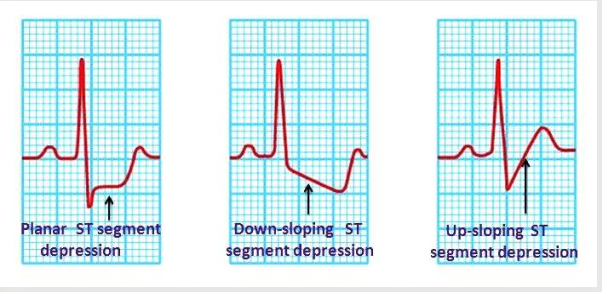 Planar ST segment
depression
Down-sloping ST
segment depression
Up-sloping ST
segment depression